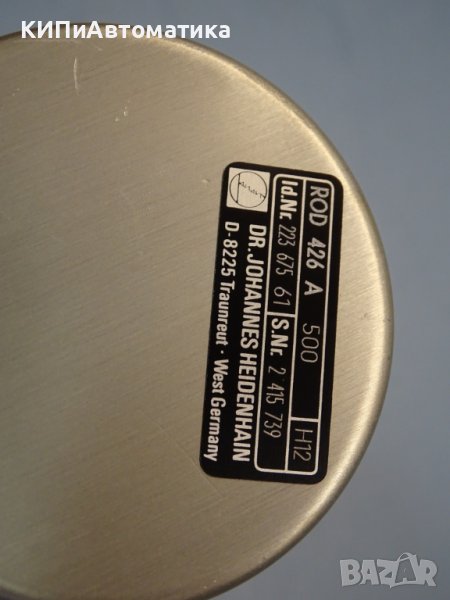 КИПиАвтоматика
ROD 426 A 500 H12
Id.Nr. 223 675 61 S.Nr. 2 415 739
DR. JOHANNES HEIDENHAIN
D-8225 Traunreut · West Germany
BAZAR